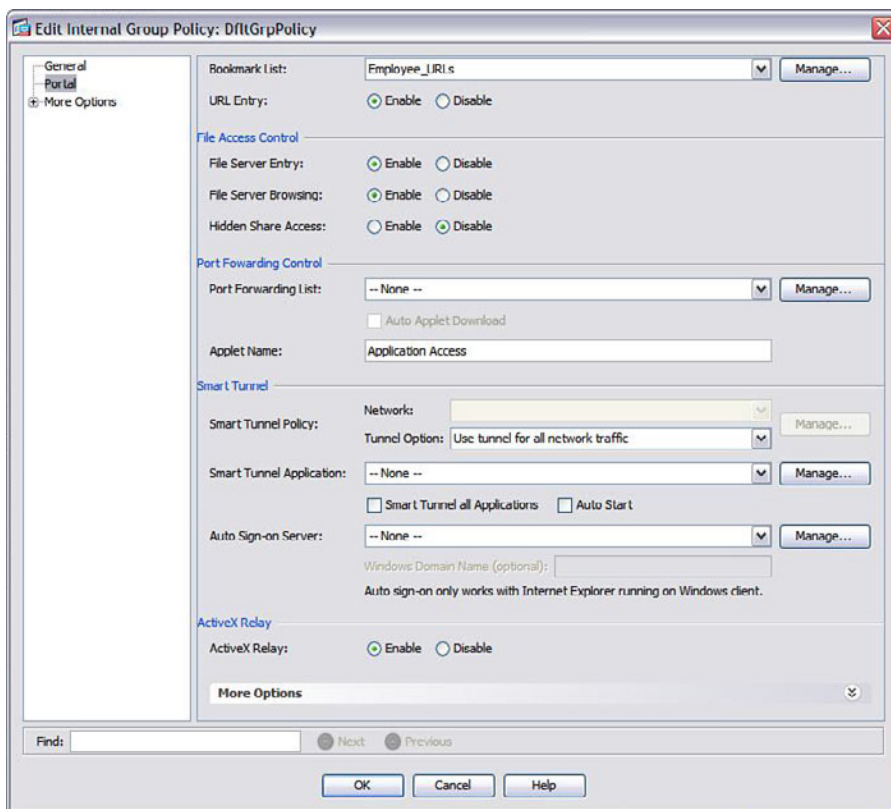 Edit Internal Group Policy: DfltGrpPolicy
General
Portal
More Options
Bookmark List: Employee_URLs Manage...
URL Entry: Enable Disable
File Access Control
File Server Entry: Enable Disable
File Server Browsing: Enable Disable
Hidden Share Access: Enable Disable
Port Fowarding Control
Port Forwarding List: -- None -- Manage...
Auto Applet Download
Applet Name: Application Access
Smart Tunnel
Smart Tunnel Policy: Network: Manage...
Tunnel Option: Use tunnel for all network traffic
Smart Tunnel Application: -- None -- Manage...
Smart Tunnel all Applications Auto Start
Auto Sign-on Server: -- None -- Manage...
Windows Domain Name (optional):
Auto sign-on only works with Internet Explorer running on Windows client.
ActiveX Relay
ActiveX Relay: Enable Disable
More Options
Find: Next Previous
OK Cancel Help